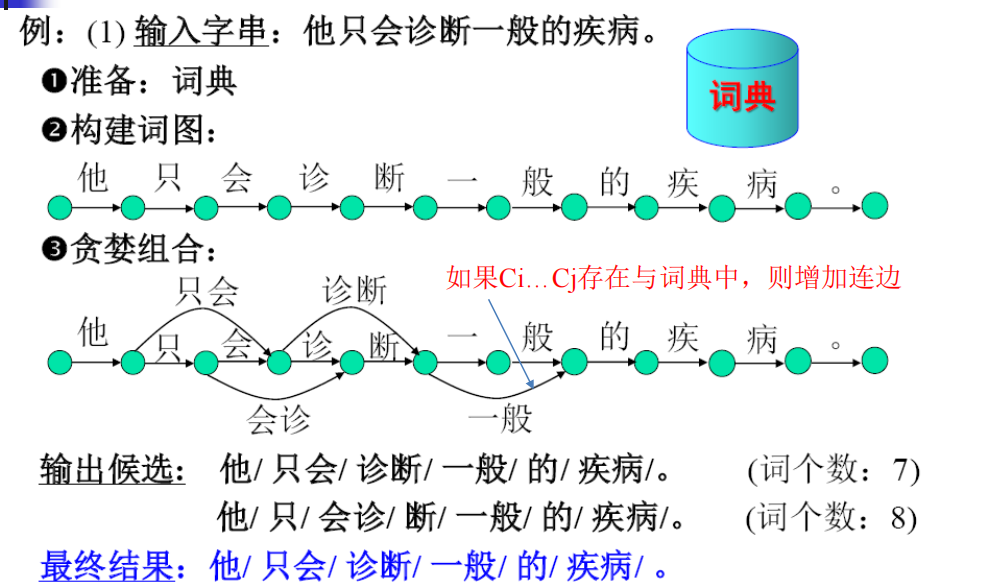 例：(1) 输入字串：他只会诊断一般的疾病。
❶准备：词典
词典
❷构建词图：
他 只 会 诊 断 一 般 的 疾 病 。
❸贪婪组合：
如果Ci…Cj存在与词典中，则增加连边
只会 诊断
他 只 会 诊 断 一 般 的 疾 病 。
会诊 一般
输出候选： 他/ 只会/ 诊断/ 一般/ 的/ 疾病/。 (词个数：7)
他/ 只/ 会诊/ 断/ 一般/ 的/ 疾病/。 (词个数：8)
最终结果：他/ 只会/ 诊断/ 一般/ 的/ 疾病/ 。